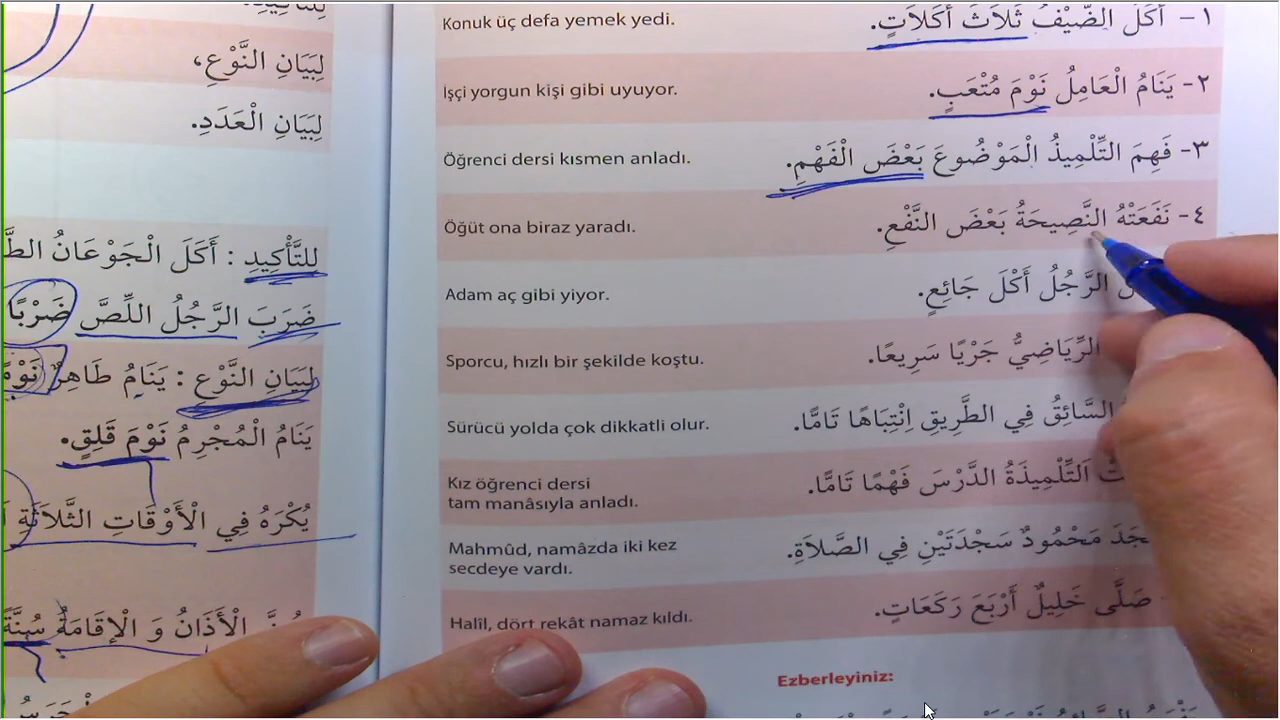 لِلتَّأْكِيدِ.
لِبَيَانِ النَّوْعِ،
لِبَيَانِ الْعَدَدِ.
لِلتَّأْكِيدِ : أَكَلَ الْجَوْعَانُ
ضَرَبَ الرَّجُلُ اللِّصَّ ضَرْبًا
لِبَيَانِ النَّوْعِ : يَنَامُ طَاهِرٌ
يَنَامُ الْمُجْرِمُ نَوْمَ قَلِقٍ.
يُكْرَهُ فِي الْأَوْقَاتِ الثَّلَاثَةِ
الْأَذَانُ وَ الْإِقَامَةُ سُنَّةً
١– أَكَلَ الضَّيْفُ ثَلَاثَ أَكَلَاتٍ. Konuk üç defa yemek yedi.
٢- يَنَامُ الْعَامِلُ نَوْمَ مُتْعَبٍ. İşçi yorgun kişi gibi uyuyor.
٣- فَهِمَ التِّلْمِيذُ الْمَوْضُوعَ بَعْضَ الْفَهْمِ. Öğrenci dersi kısmen anladı.
٤- نَفَعَتْهُ النَّصِيحَةُ بَعْضَ النَّفْعِ. Öğüt ona biraz yaradı.
الرَّجُلُ أَكْلَ جَائِعٍ. Adam aç gibi yiyor.
الرِّيَاضِيُّ جَرْيًا سَرِيعًا. Sporcu, hızlı bir şekilde koştu.
السَّائِقُ فِي الطَّرِيقِ اِنْتِبَاهًا تَامًّا. Sürücü yolda çok dikkatli olur.
اَلتِّلْمِيذَةُ الدَّرْسَ فَهْمًا تَامًّا. Kız öğrenci dersi
tam manâsıyla anladı.
مَحْمُودٌ سَجْدَتَيْنِ فِي الصَّلَاةِ. Mahmûd, namâzda iki kez
secdeye vardı.
صَلَّى خَلِيلٌ أَرْبَعَ رَكَعَاتٍ. Halîl, dört rekât namaz kıldı.
Ezberleyiniz: